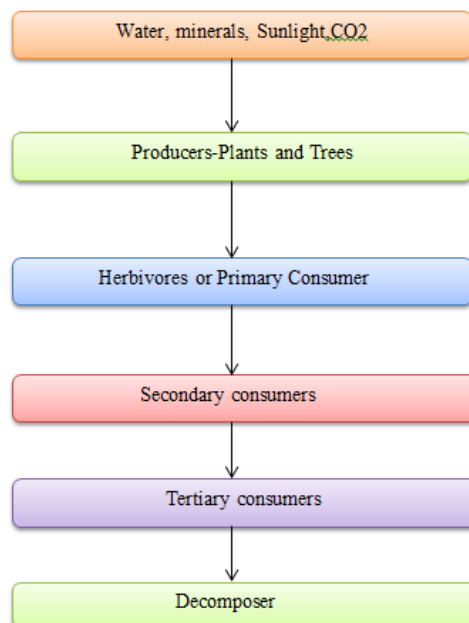 Water, minerals, Sunlight,CO2
Producers-Plants and Trees
Herbivores or Primary Consumer
Secondary consumers
Tertiary consumers
Decomposer